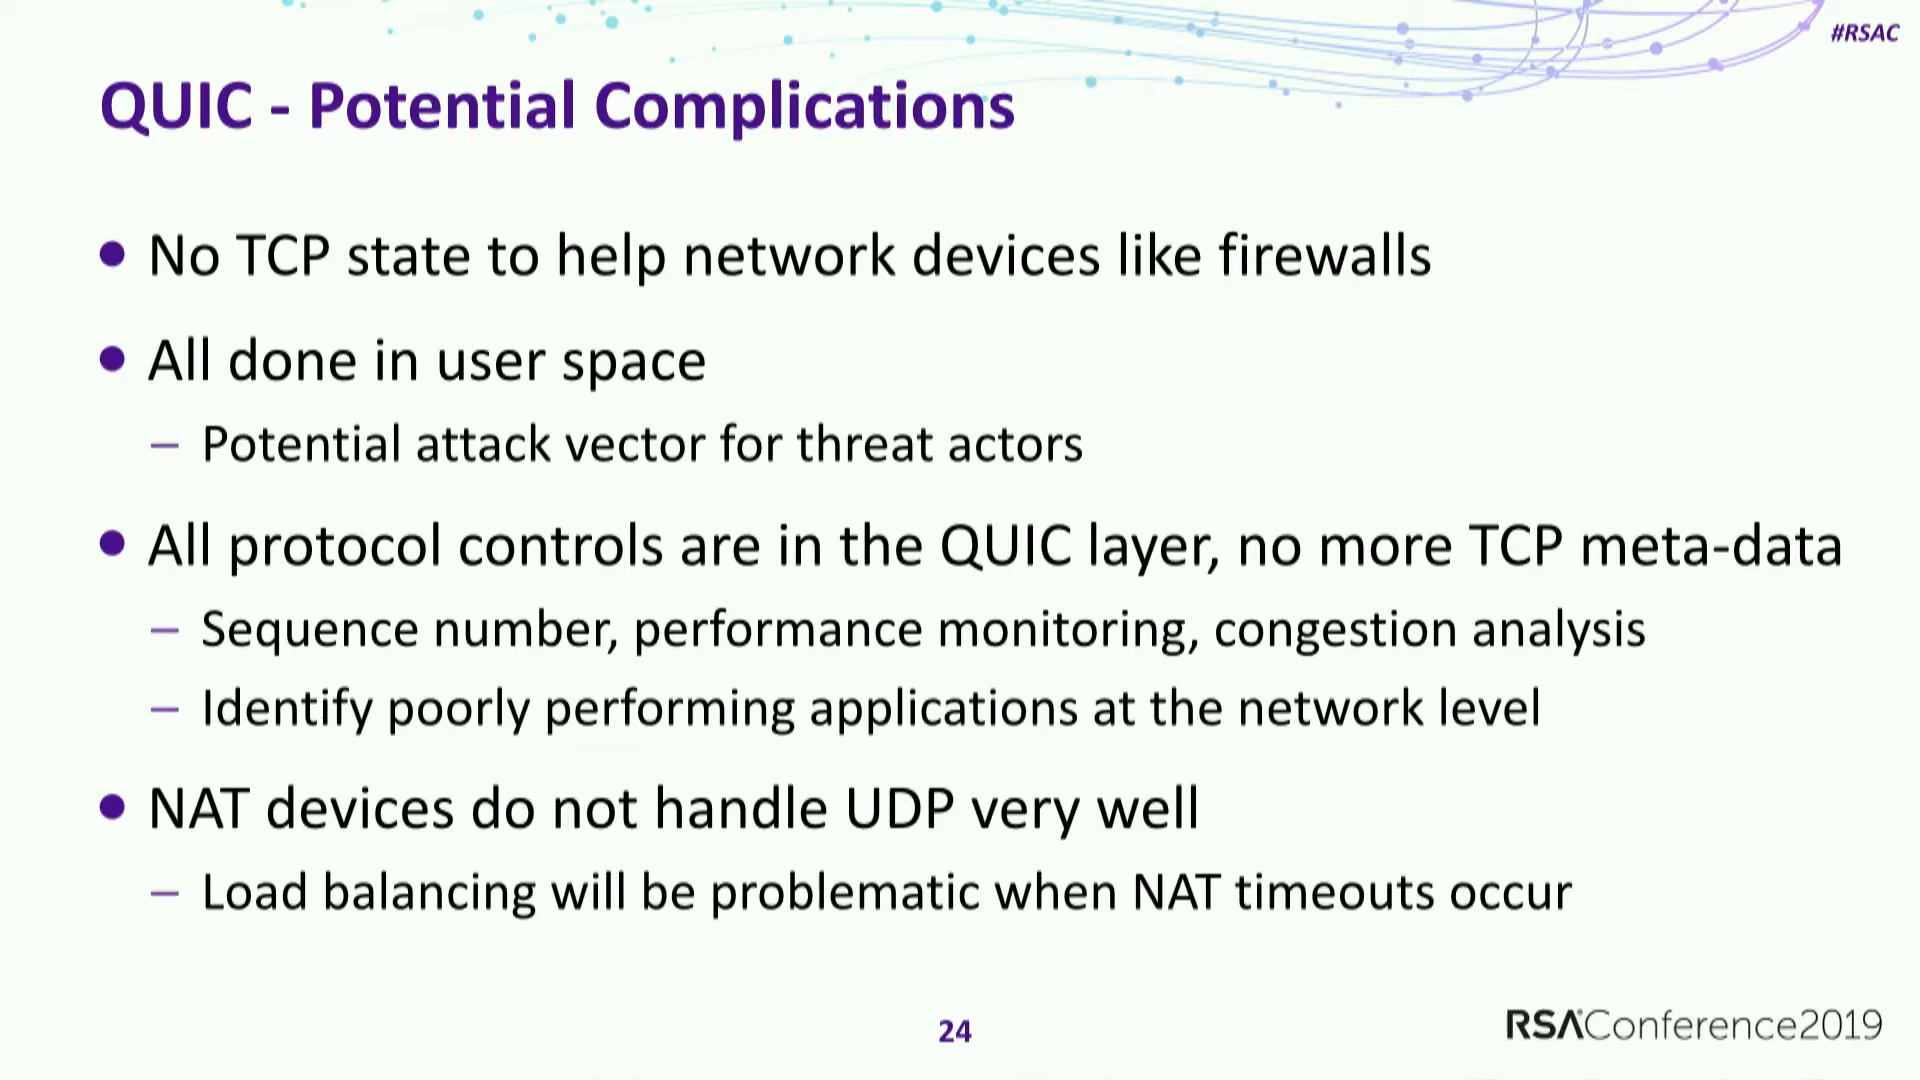 #RSAC
QUIC - Potential Complications
• No TCP state to help network devices like firewalls
• All done in user space
– Potential attack vector for threat actors
• All protocol controls are in the QUIC layer, no more TCP meta-data
– Sequence number, performance monitoring, congestion analysis
– Identify poorly performing applications at the network level
• NAT devices do not handle UDP very well
– Load balancing will be problematic when NAT timeouts occur
24
RSAConference2019